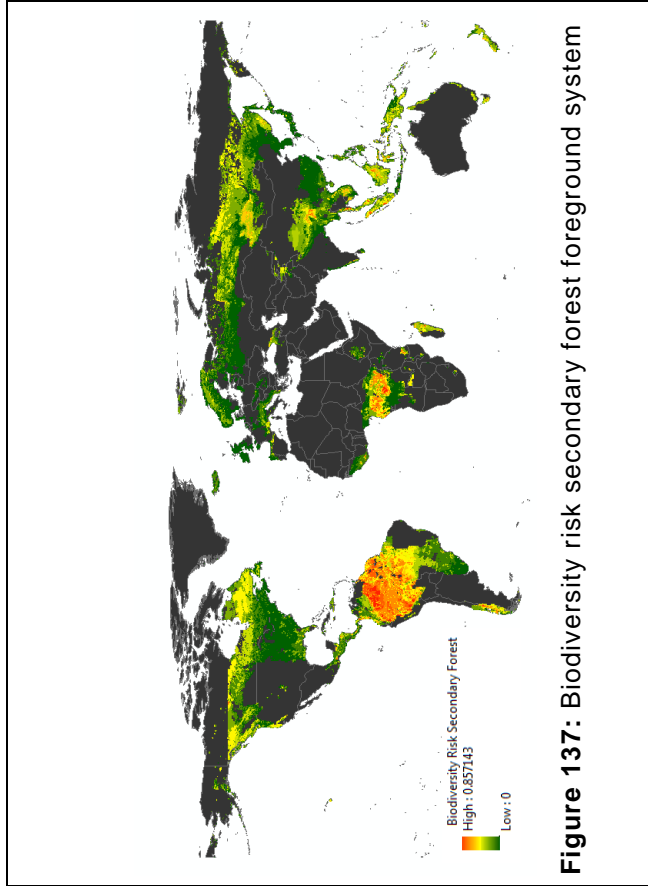 Biodiversity Risk Secondary Forest
High : 0.857143
Low : 0
Figure 137: Biodiversity risk secondary forest foreground system